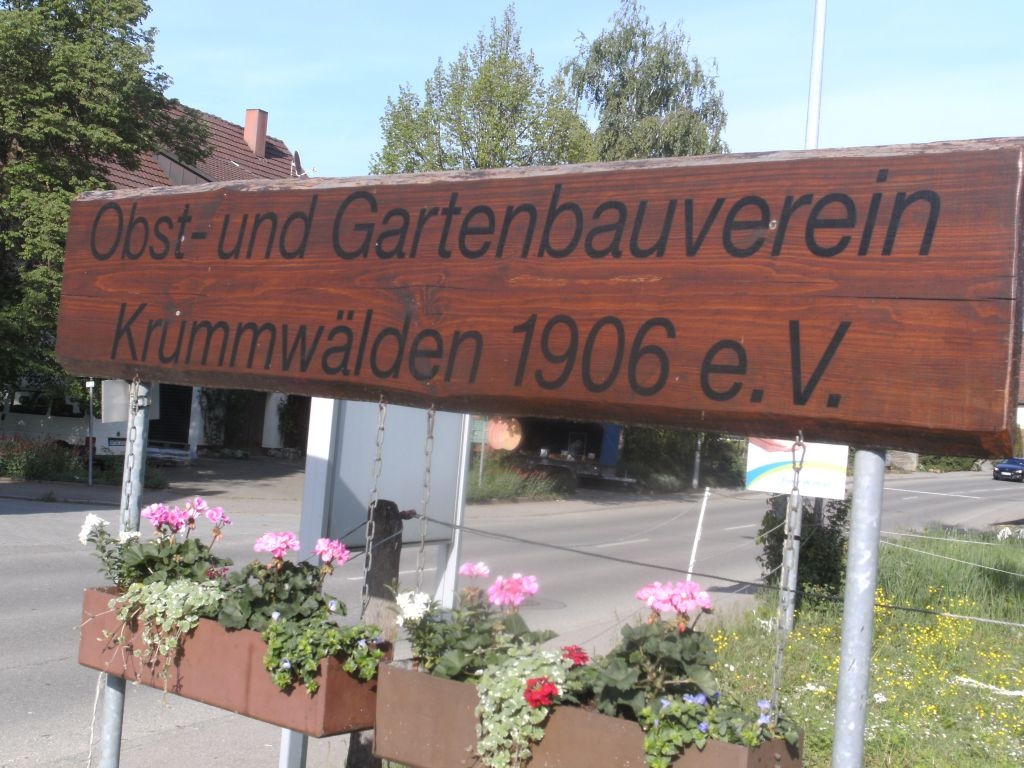 Obst- und Gartenbauverein
Krummwälden 1906 e.V.